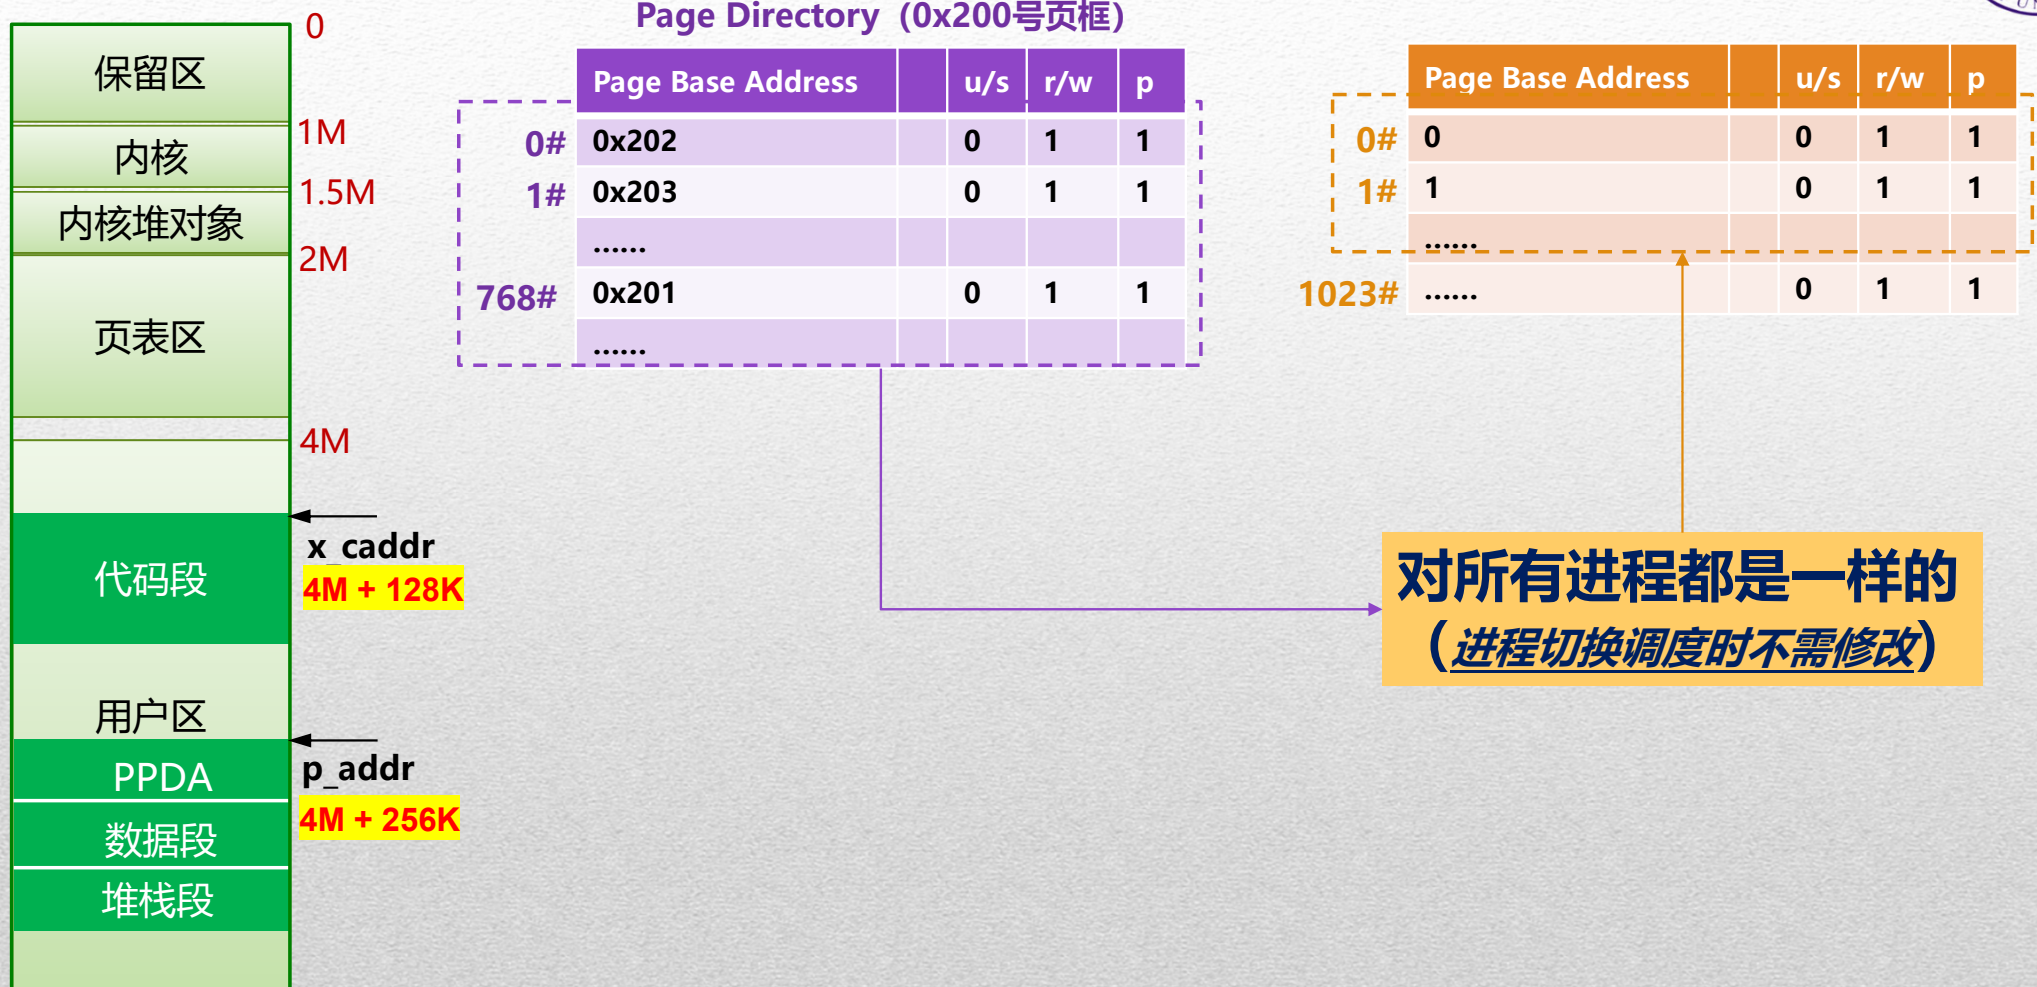 0
保留区
1M
内核
1.5M
内核堆对象
2M
页表区
4M
x_caddr
代码段
4M + 128K
用户区
p_addr
PPDA
4M + 256K
数据段
堆栈段
Page Directory（0x200号页框）
Page Base Address u/s r/w p
0# 0x202 0 1 1
1# 0x203 0 1 1
......
768# 0x201 0 1 1
......
Page Base Address u/s r/w p
0# 0 0 1 1
1# 1 0 1 1
......
1023# ...... 0 1 1
对所有进程都是一样的
（进程切换调度时不需修改）